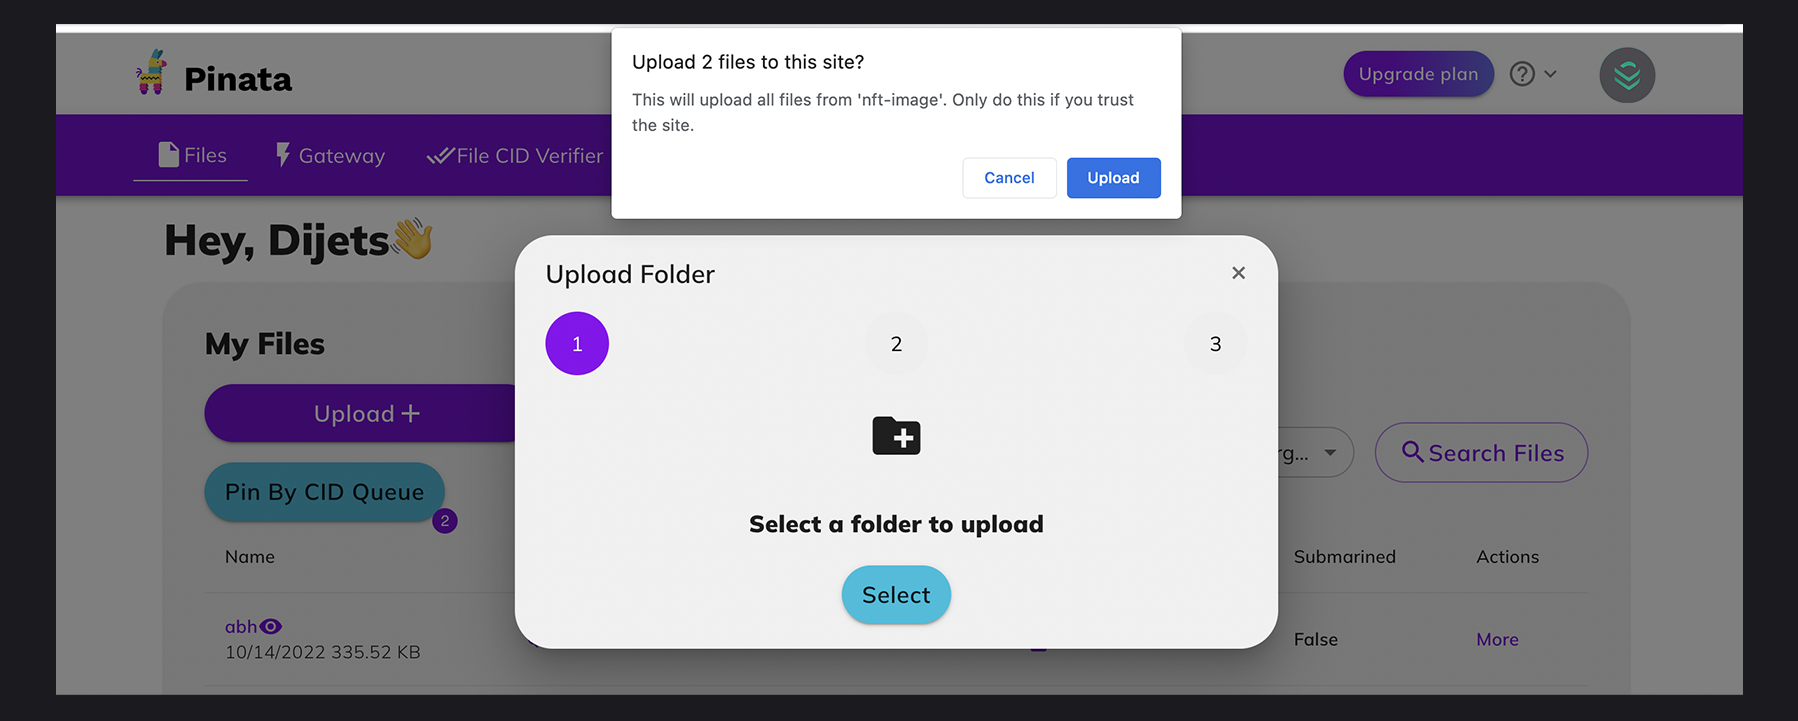 Upload 2 files to this site?
This will upload all files from 'nft-image'. Only do this if you trust
the site.
Cancel
Upload
Pinata
Upgrade plan
?
Files
Gateway
File CID Verifier
Hey, Dijets
Upload Folder
×
1
2
3
Select a folder to upload
Select
My Files
Upload +
Pin By CID Queue
2
rg...
Search Files
Name
Submarined
Actions
abh
10/14/2022 335.52 KB
False
More